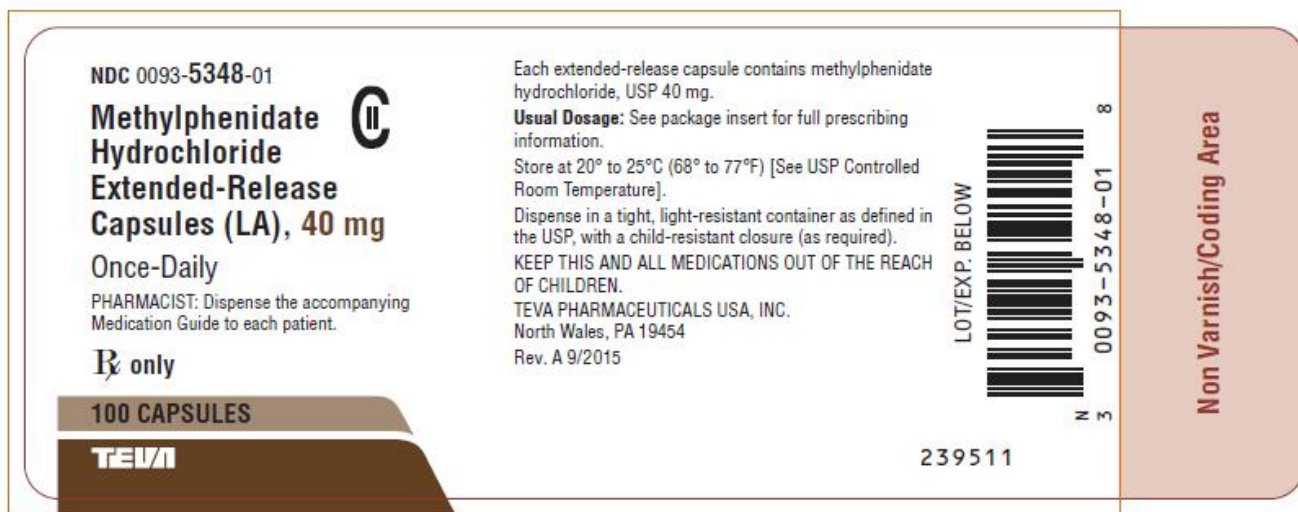 NDC 0093-5348-01
Methylphenidate
Hydrochloride
Extended-Release
Capsules (LA), 40 mg
CII
Once-Daily
PHARMACIST: Dispense the accompanying
Medication Guide to each patient.
Rx only
100 CAPSULES
TEVA
Each extended-release capsule contains methylphenidate
hydrochloride, USP 40 mg.
Usual Dosage: See package insert for full prescribing
information.
Store at 20° to 25°C (68° to 77°F) [See USP Controlled
Room Temperature].
Dispense in a tight, light-resistant container as defined in
the USP, with a child-resistant closure (as required).
KEEP THIS AND ALL MEDICATIONS OUT OF THE REACH
OF CHILDREN.
TEVA PHARMACEUTICALS USA, INC.
North Wales, PA 19454
Rev. A 9/2015
LOT/EXP. BELOW
N
3 0093-5348-01 8
239511
Non Varnish/Coding Area